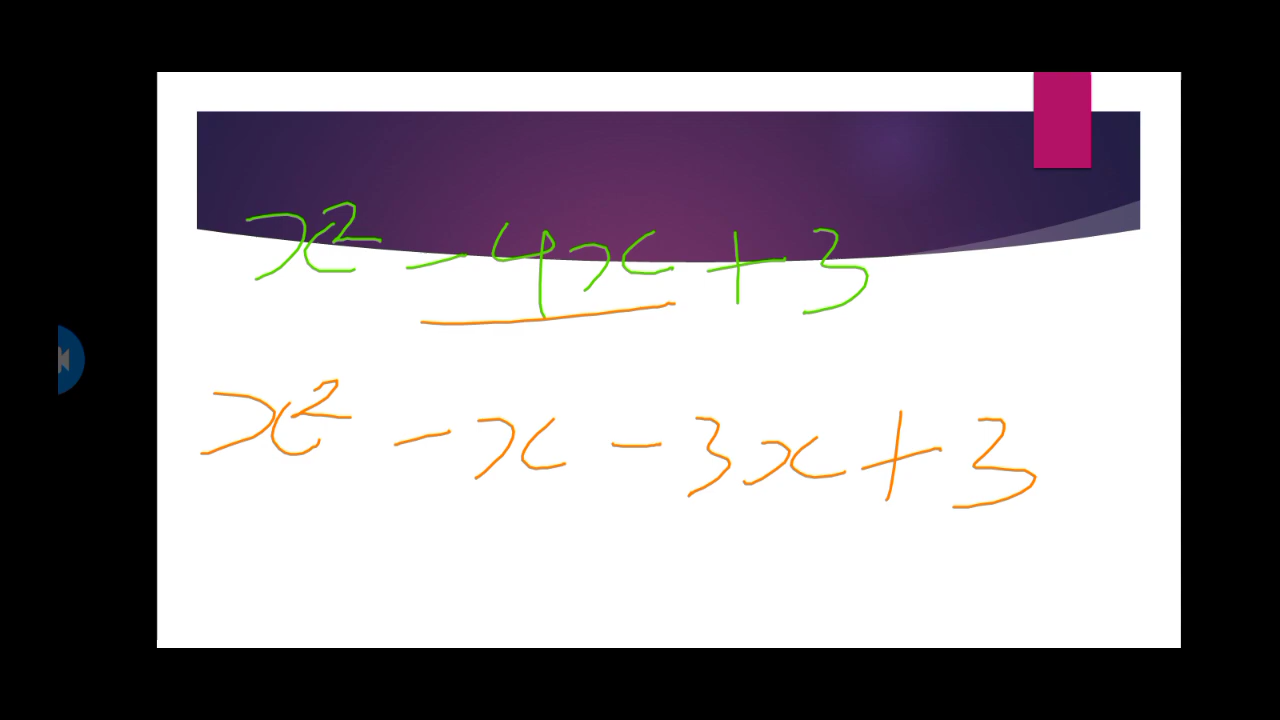 x² - 4x + 3
x² - x - 3x + 3